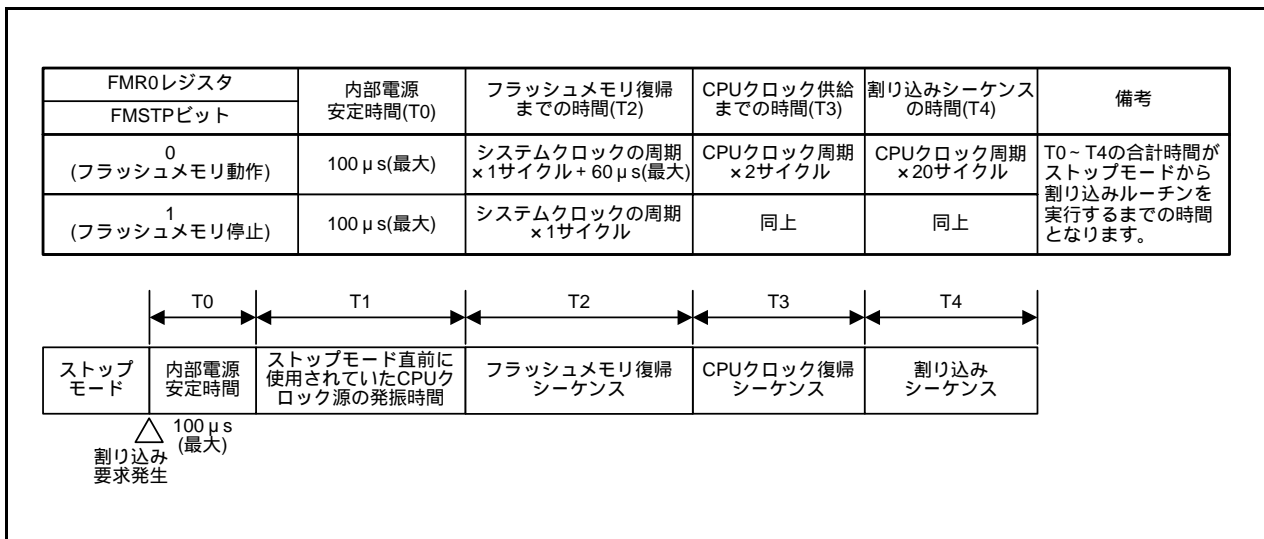 FMR0レジスタ
FMSTPビット
内部電源
安定時間(T0)
フラッシュメモリ復帰
までの時間(T2)
CPUクロック供給
までの時間(T3)
割り込みシーケンス
の時間(T4)
備考
0
(フラッシュメモリ動作)
100μs(最大)
システムクロックの周期
×1サイクル+60μs(最大)
CPUクロック周期
×2サイクル
CPUクロック周期
×20サイクル
T0~T4の合計時間が
ストップモードから
割り込みルーチンを
実行するまでの時間
となります。
1
(フラッシュメモリ停止)
100μs(最大)
システムクロックの周期
×1サイクル
同上
同上
T0
T1
T2
T3
T4
ストップ
モード
内部電源
安定時間
ストップモード直前に
使用されていたCPUク
ロック源の発振時間
フラッシュメモリ復帰
シーケンス
CPUクロック復帰
シーケンス
割り込み
シーケンス
100μs
(最大)
割り込み
要求発生